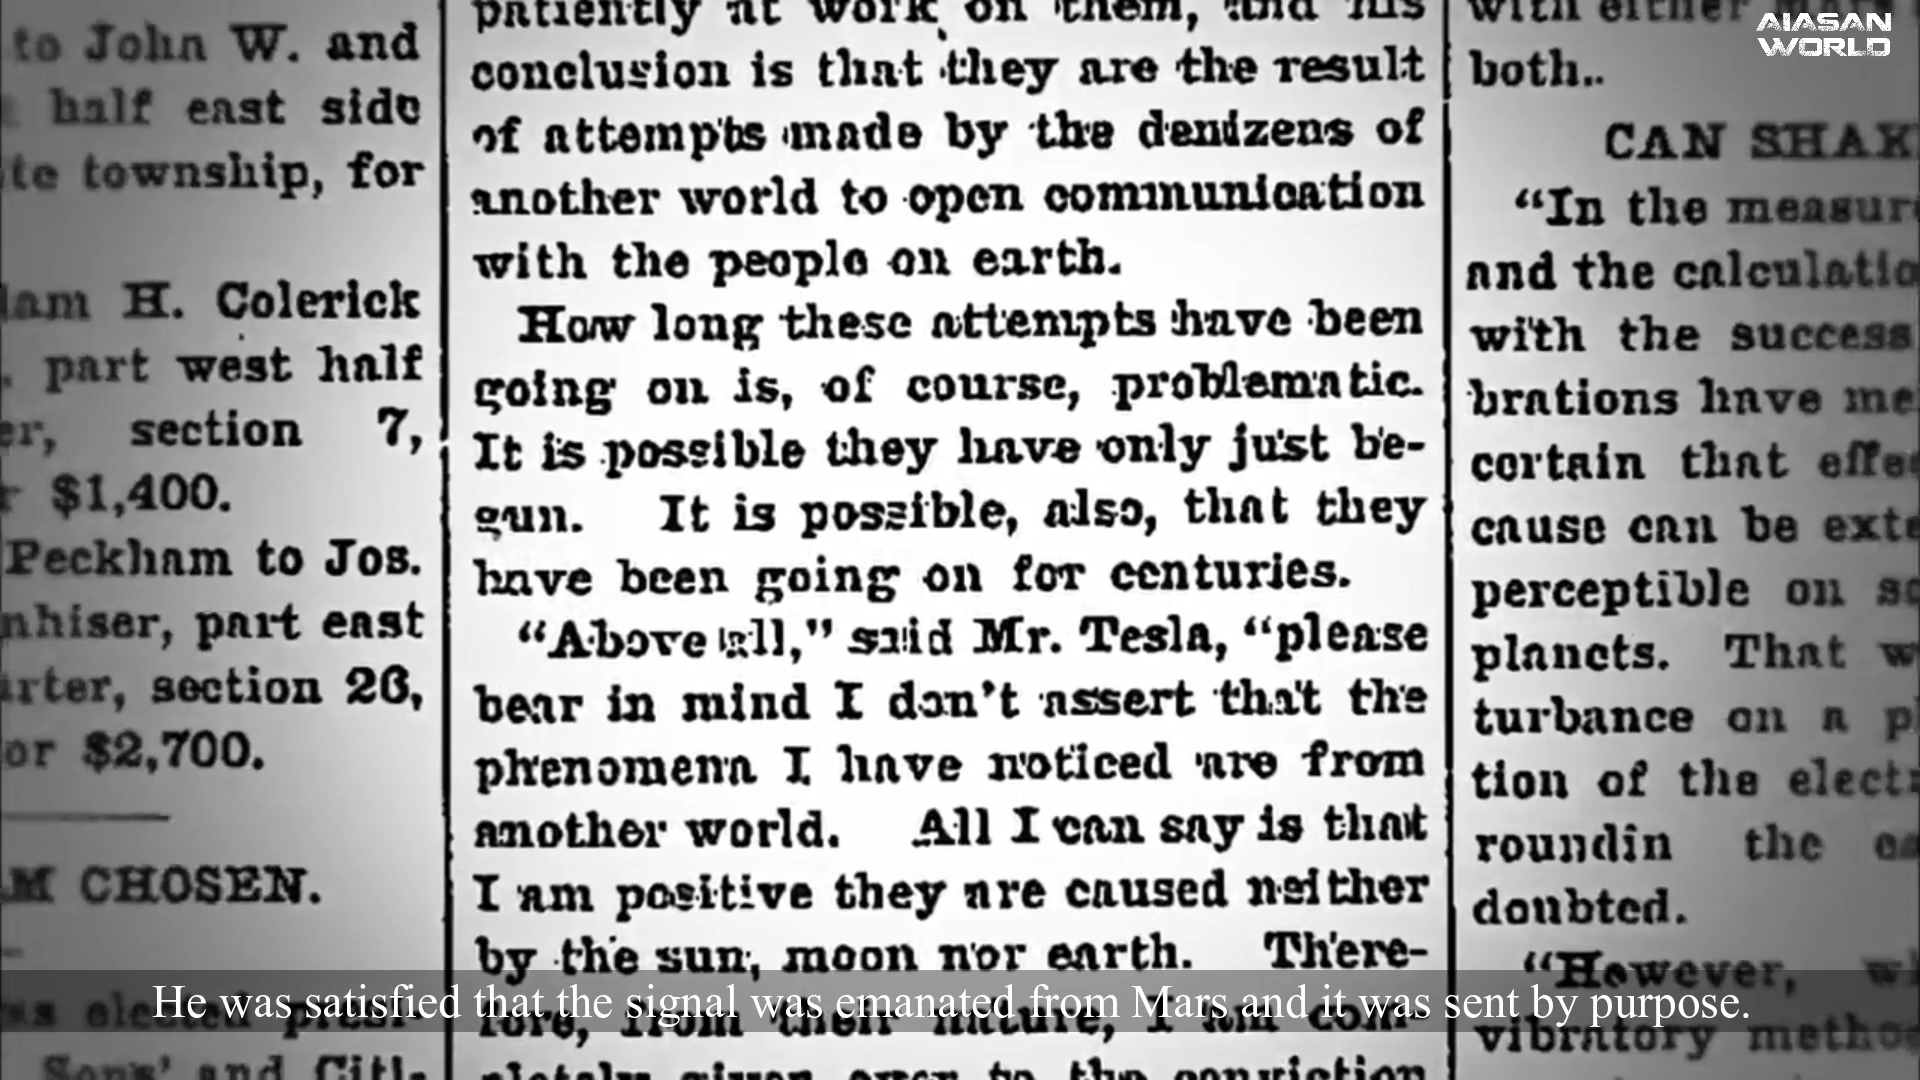 to John W. and
half east side
township, for
H. Colerick
part west half
section 7,
$1,400.
Peckham to Jos.
part east
section 26,
$2,700.
CHOSEN.
Sons' and
patiently at work on them, and his
conclusion is that they are the result
of attempts made by the denizens of
another world to open communication
with the people on earth.
How long these attempts have been
going on is, of course, problematic.
It is possible they have only just be-
gun. It is possible, also, that they
have been going on for centuries.
"Above all," said Mr. Tesla, "please
bear in mind I don't assert that the
phenomena I have noticed are from
another world. All I can say is that
I am positive they are caused neither
by the sun, moon nor earth. There-
fore, from their nature, I am com-
pletely given over to the conviction
with either
both..
CAN SHAK
"In the measur
and the calculatio
with the success
brations have me
certain that effe
cause can be exte
perceptible on so
planets. That w
turbance on a pl
tion of the elect
roundin the ea
doubted.
"However, w
vibratory metho
AIASAN
WORLD
He was satisfied that the signal was emanated from Mars and it was sent by purpose.